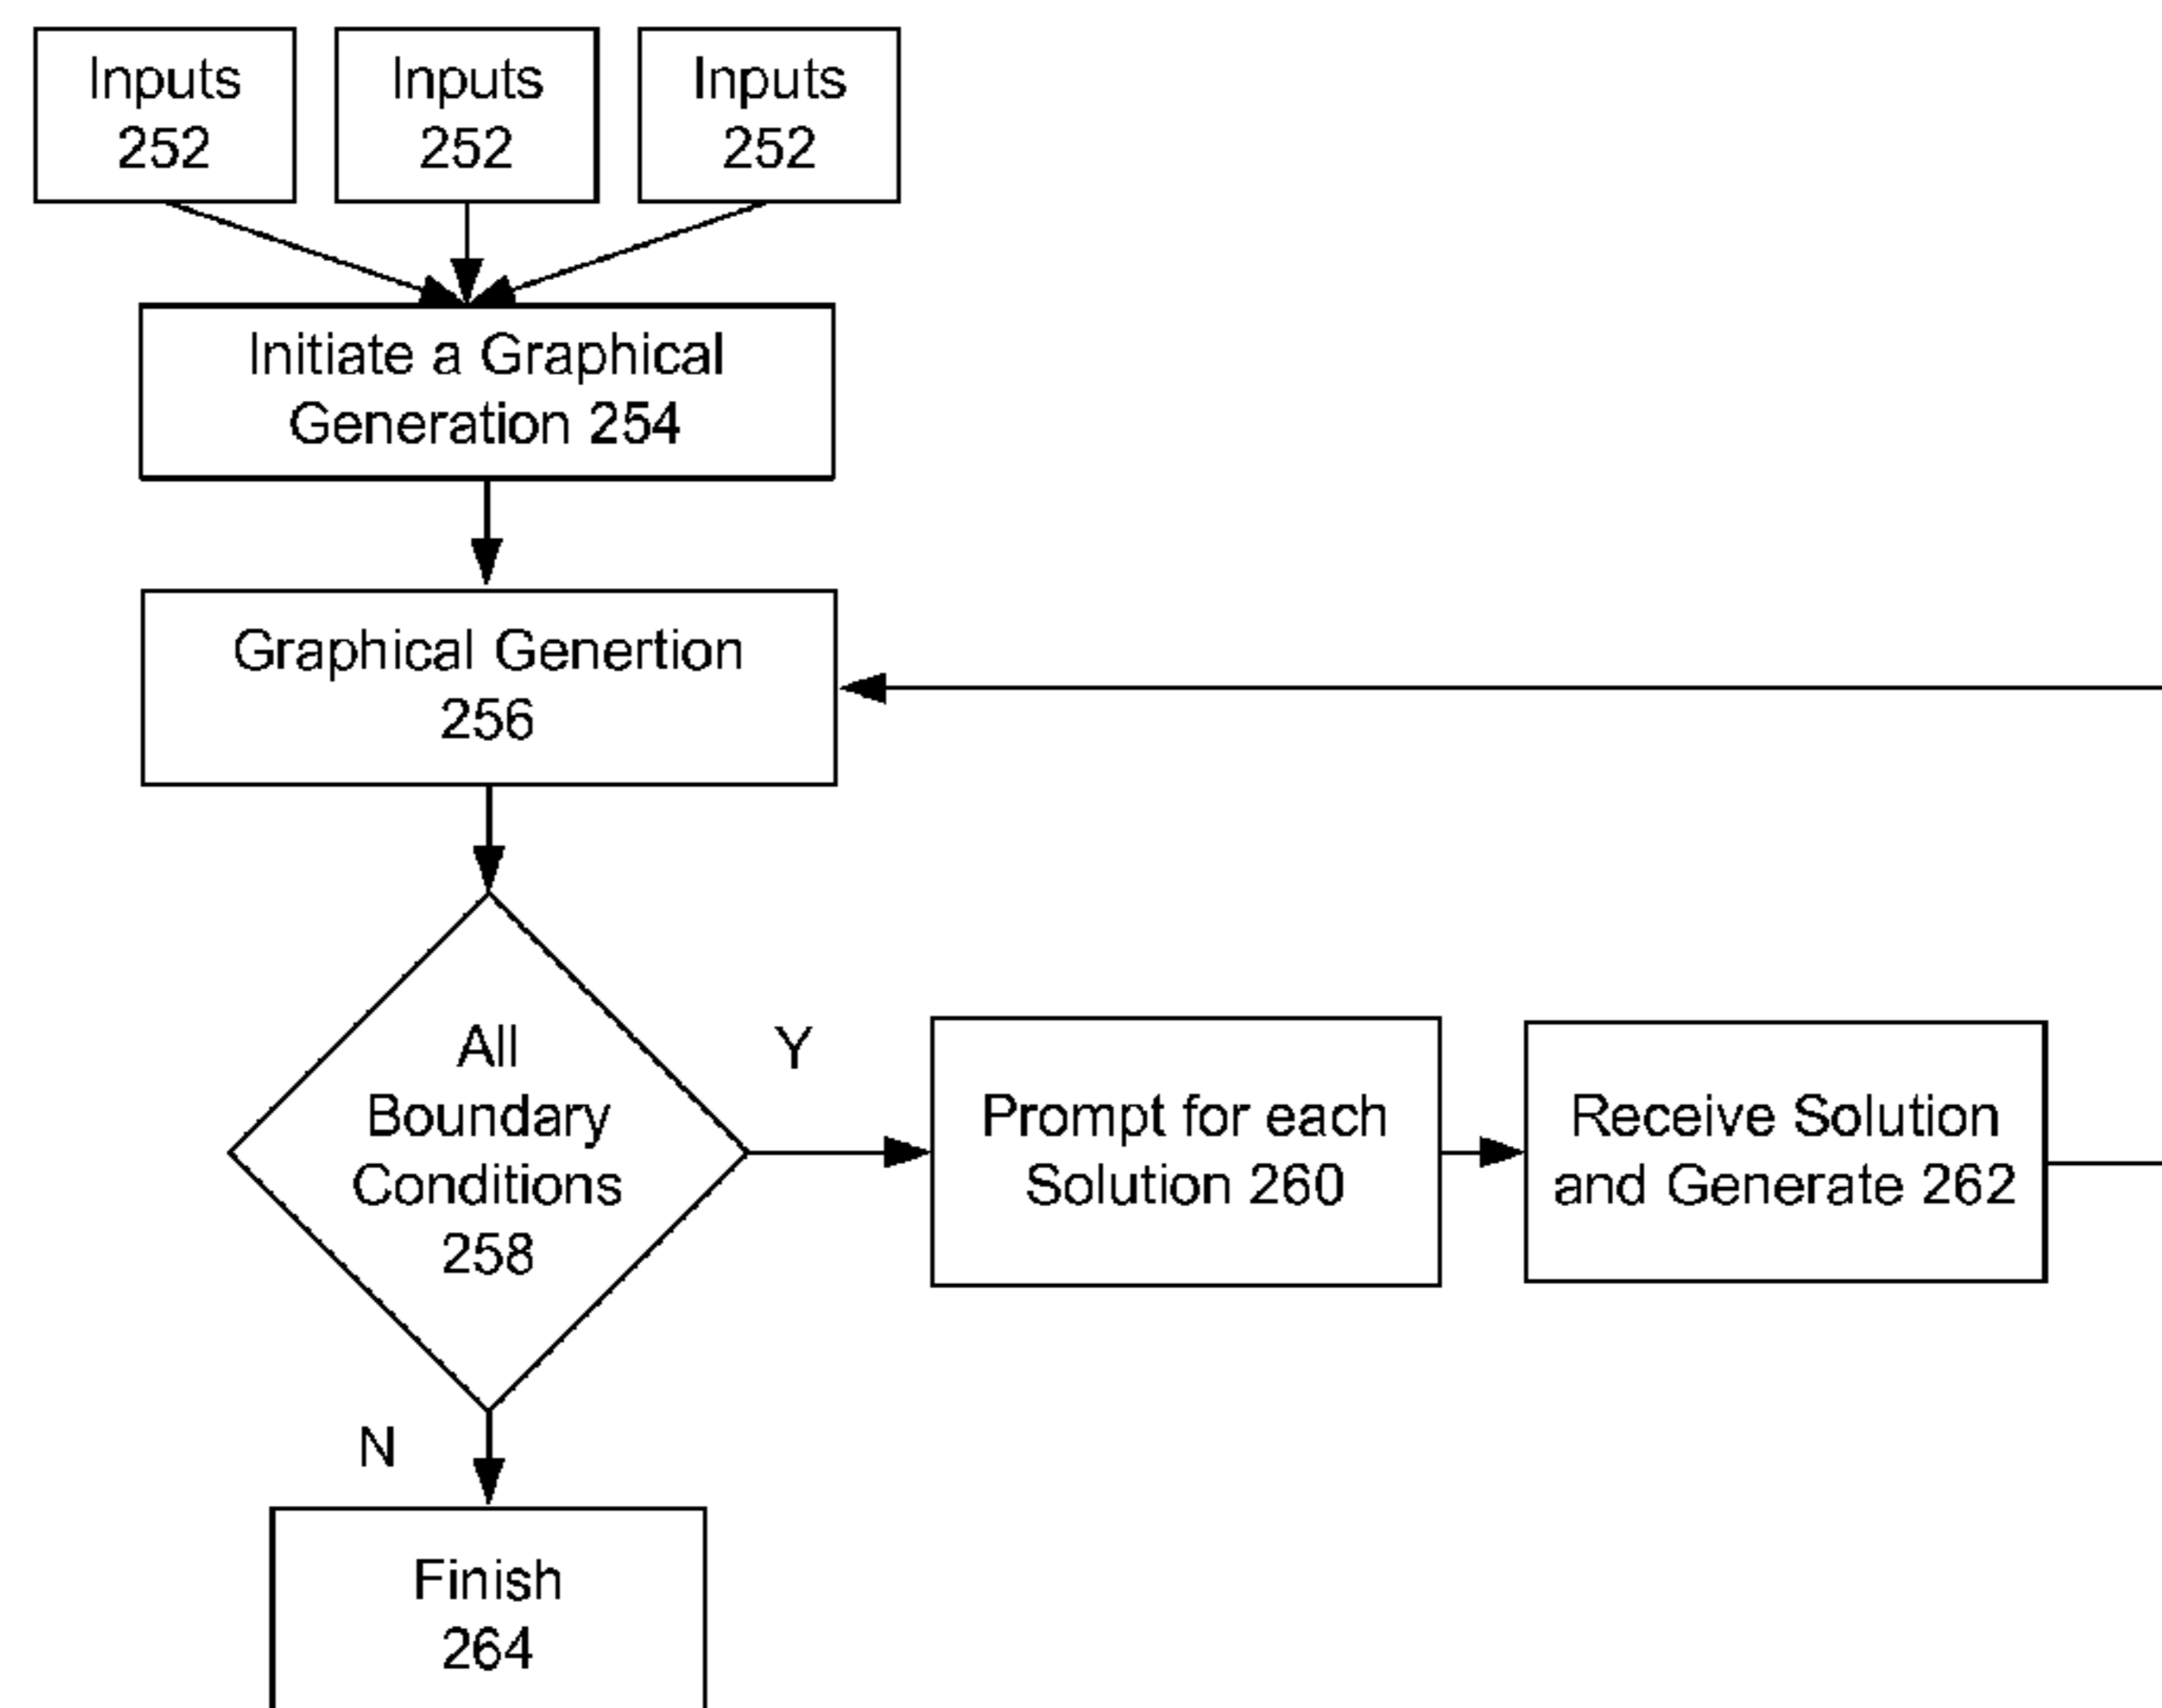 Inputs
252
Inputs
252
Inputs
252
Initiate a Graphical
Generation 254
Graphical Genertion
256
All
Boundary
Conditions
258
Y
Prompt for each
Solution 260
Receive Solution
and Generate 262
N
Finish
264